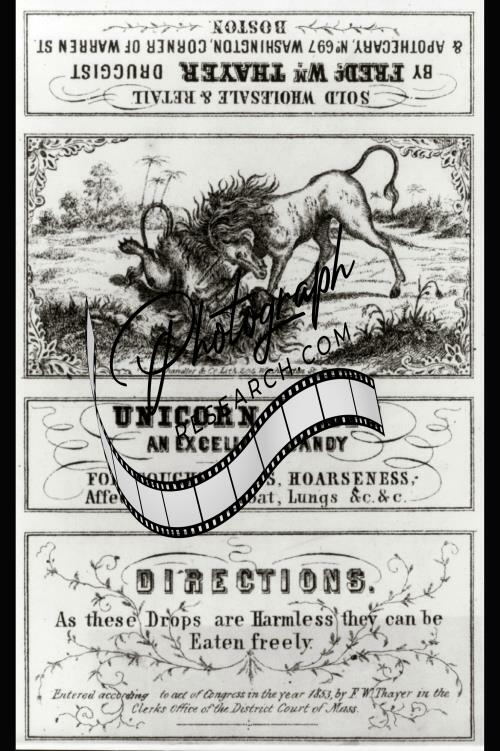 SOLD WHOLESALE & RETAIL
BY FREDC WM THAYER DRUGGIST
& APOTHECARY, No 697 WASHINGTON, CORNER OF WARREN ST.
BOSTON
Photograph
RESEARCH.COM
UNICORN
AN
HOARSENESS,
Lungs &c. &c.
DIRECTIONS.
As these Drops are Harmless they can be
Eaten freely.
Entered according to act of Congress in the year 1853, by F. W. Thayer in the
Clerks Office of the District Court of Mass.